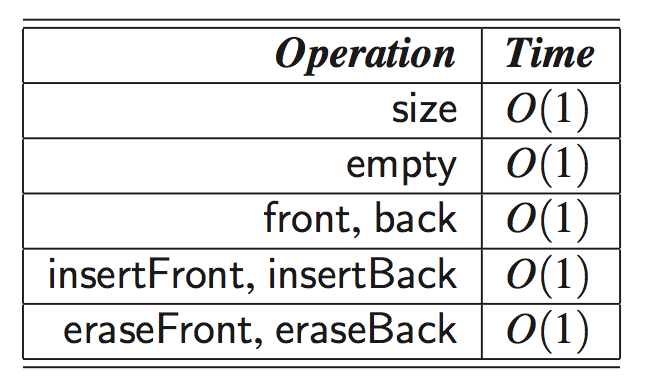 Operation Time
size O(1)
empty O(1)
front, back O(1)
insertFront, insertBack O(1)
eraseFront, eraseBack O(1)